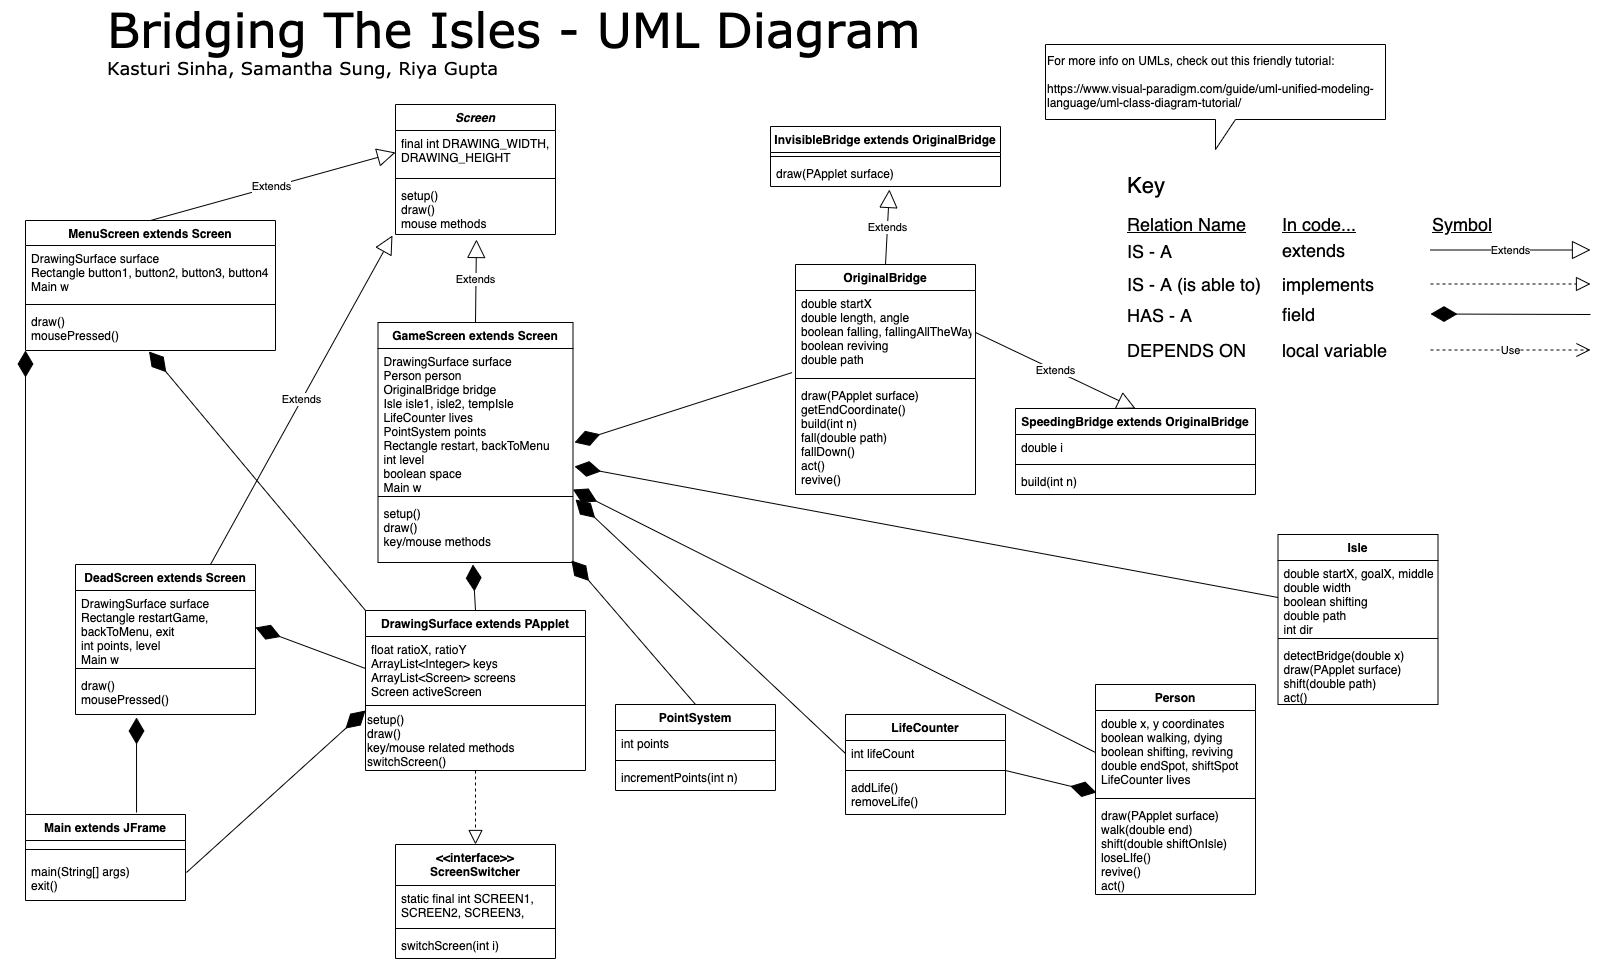 Bridging The Isles - UML Diagram
Kasturi Sinha, Samantha Sung, Riya Gupta
For more info on UMLs, check out this friendly tutorial:
https://www.visual-paradigm.com/guide/uml-unified-modeling-
language/uml-class-diagram-tutorial/
Key
Relation Name In code... Symbol
IS - A extends Extends
IS - A (is able to) implements
HAS - A field
DEPENDS ON local variable Use
Screen
final int DRAWING_WIDTH,
DRAWING_HEIGHT
setup()
draw()
mouse methods
Extends
Extends
Extends
MenuScreen extends Screen
DrawingSurface surface
Rectangle button1, button2, button3, button4
Main w
draw()
mousePressed()
GameScreen extends Screen
DrawingSurface surface
Person person
OriginalBridge bridge
Isle isle1, isle2, tempIsle
LifeCounter lives
PointSystem points
Rectangle restart, backToMenu
int level
boolean space
Main w
setup()
draw()
key/mouse methods
InvisibleBridge extends OriginalBridge
draw(PApplet surface)
Extends
OriginalBridge
double startX
double length, angle
boolean falling, fallingAllTheWay
boolean reviving
double path
draw(PApplet surface)
getEndCoordinate()
build(int n)
fall(double path)
fallDown()
act()
revive()
Extends
SpeedingBridge extends OriginalBridge
double i
build(int n)
DeadScreen extends Screen
DrawingSurface surface
Rectangle restartGame,
backToMenu, exit
int points, level
Main w
draw()
mousePressed()
DrawingSurface extends PApplet
float ratioX, ratioY
ArrayList<Integer> keys
ArrayList<Screen> screens
Screen activeScreen
setup()
draw()
key/mouse related methods
switchScreen()
Isle
double startX, goalX, middle
double width
boolean shifting
double path
int dir
detectBridge(double x)
draw(PApplet surface)
shift(double path)
act()
PointSystem
int points
incrementPoints(int n)
LifeCounter
int lifeCount
addLife()
removeLife()
Person
double x, y coordinates
boolean walking, dying
boolean shifting, reviving
double endSpot, shiftSpot
LifeCounter lives
draw(PApplet surface)
walk(double end)
shift(double shiftOnIsle)
loseLIfe()
revive()
act()
Main extends JFrame
main(String[] args)
exit()
<<interface>>
ScreenSwitcher
static final int SCREEN1,
SCREEN2, SCREEN3,
switchScreen(int i)